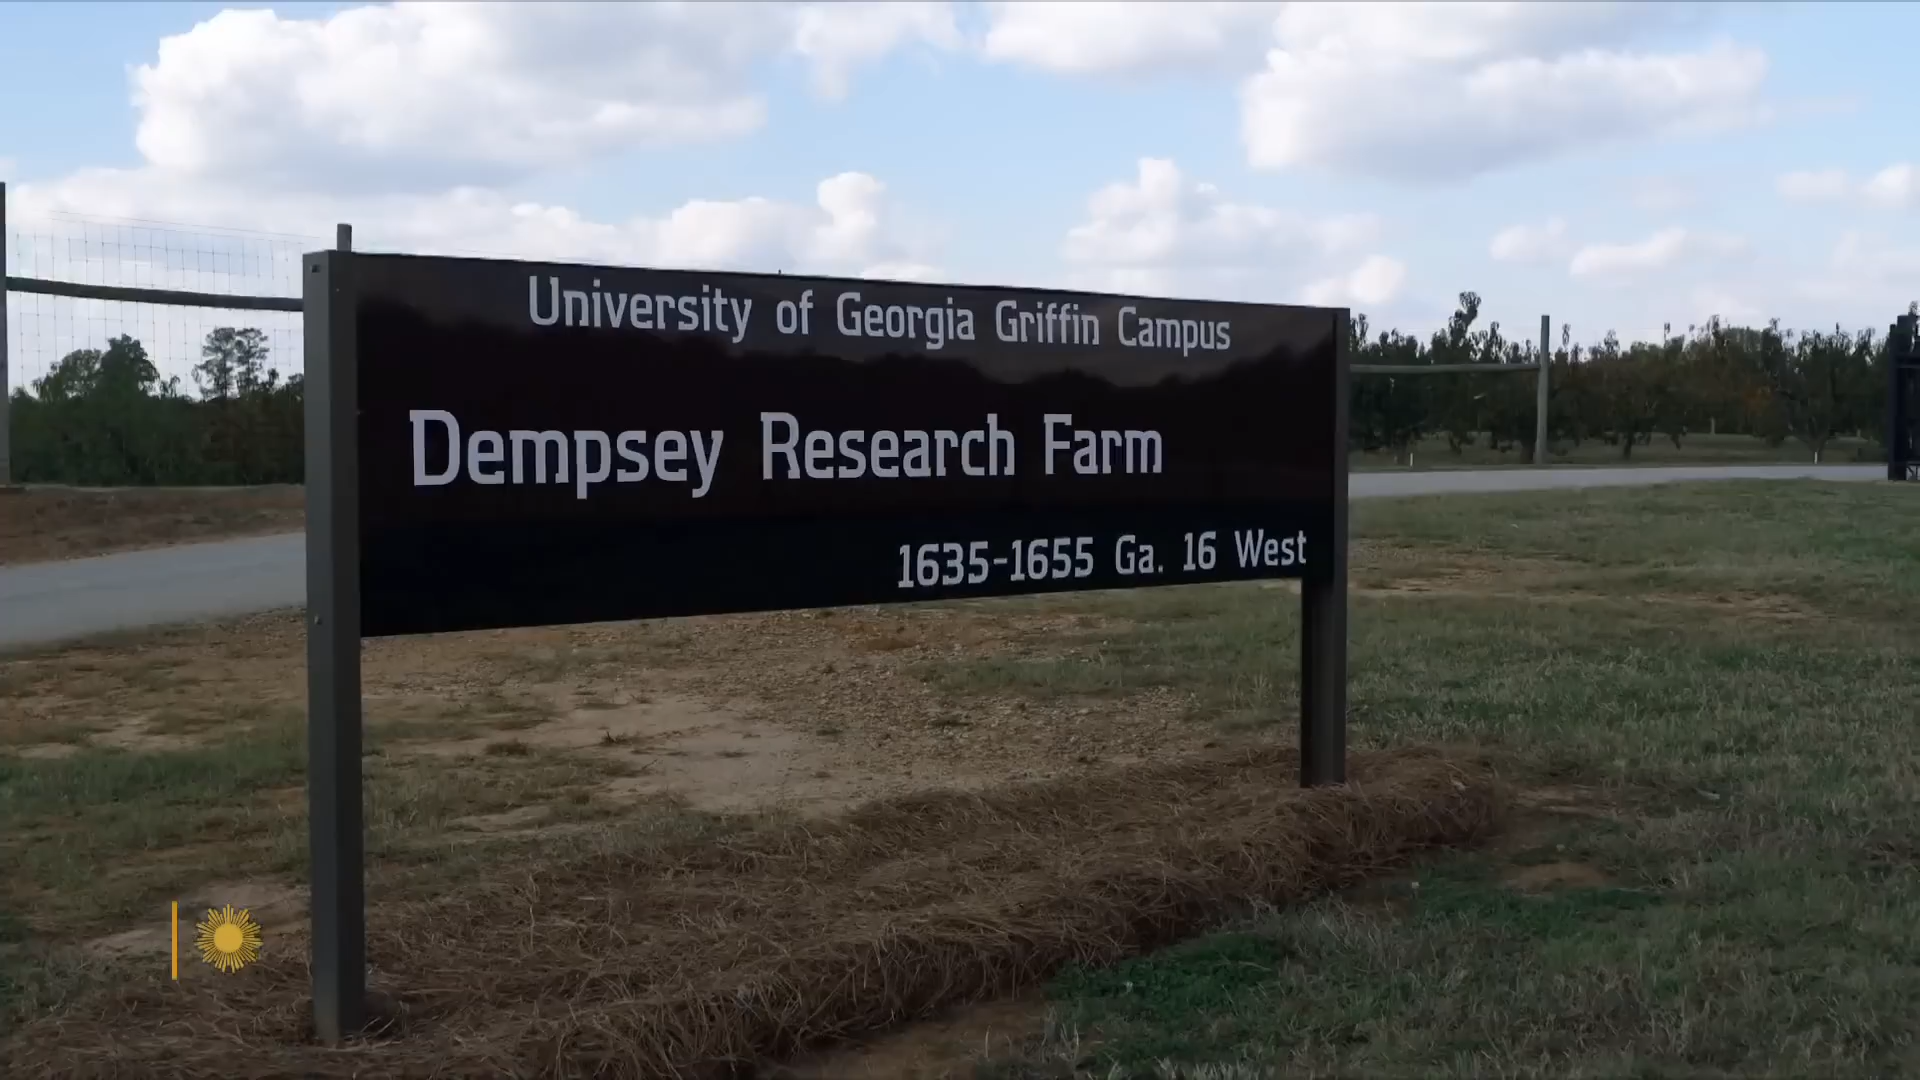 University of Georgia Griffin Campus
Dempsey Research Farm
1635-1655 Ga. 16 West